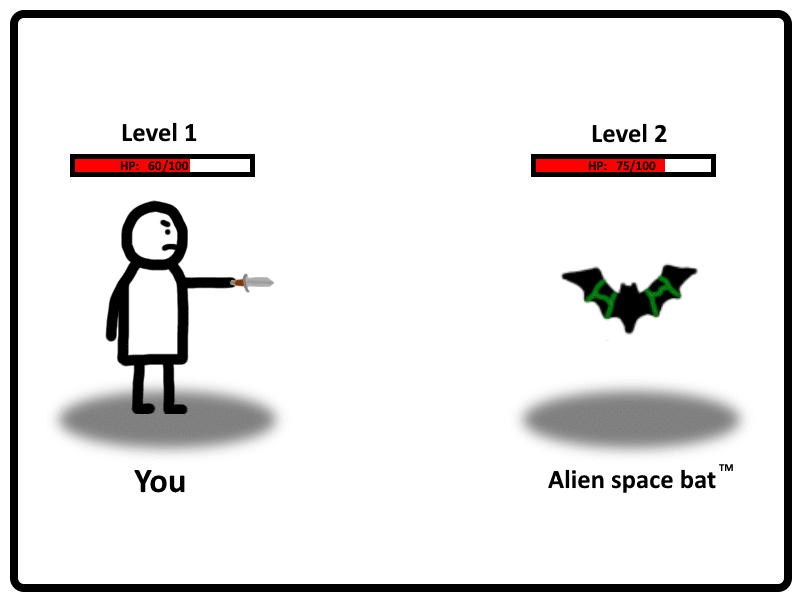 Level 1
HP: 60/100
Level 2
HP: 75/100
You
Alien space bat™